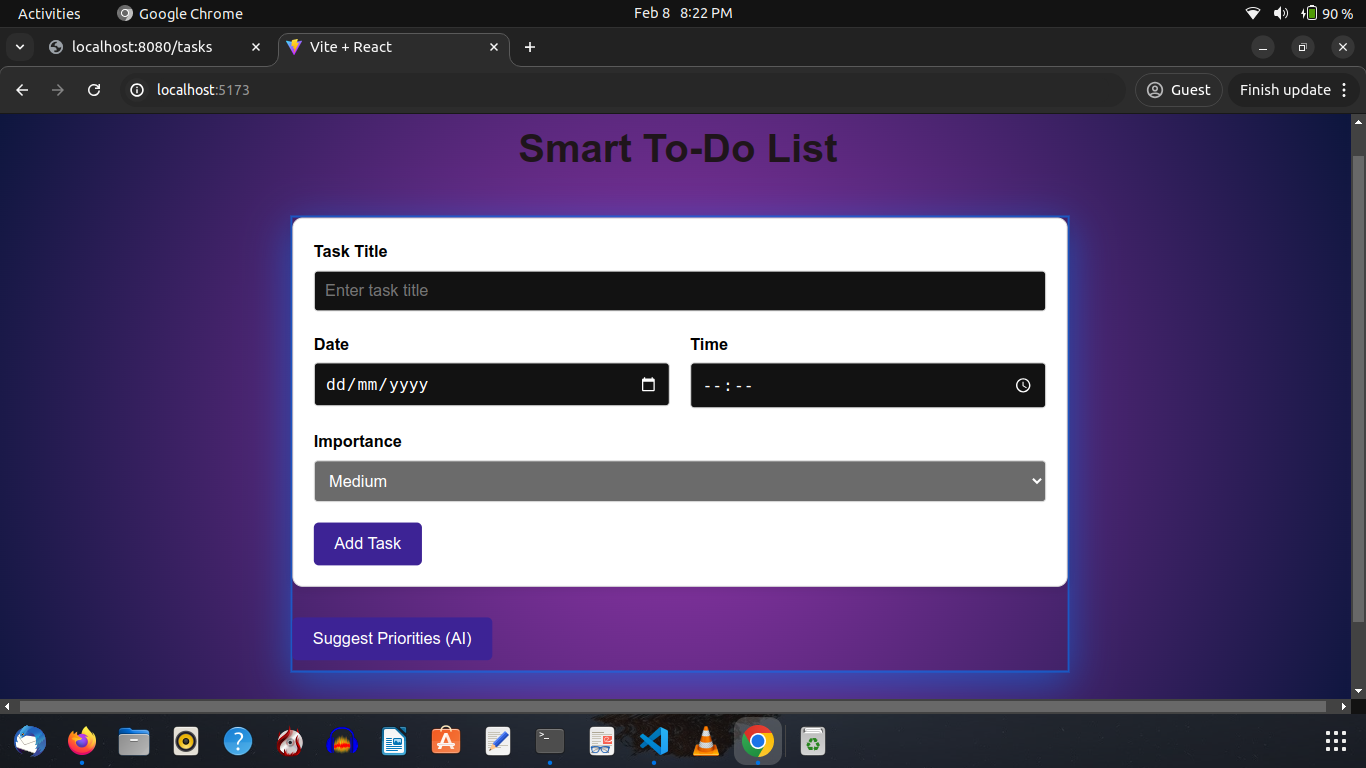 Activities Google Chrome Feb 8 8:22 PM 90 %
localhost:8080/tasks Vite + React
localhost:5173 Guest Finish update
Smart To-Do List
Task Title
Enter task title
Date Time
dd/mm/yyyy --:--
Importance
Medium
Add Task
Suggest Priorities (AI)